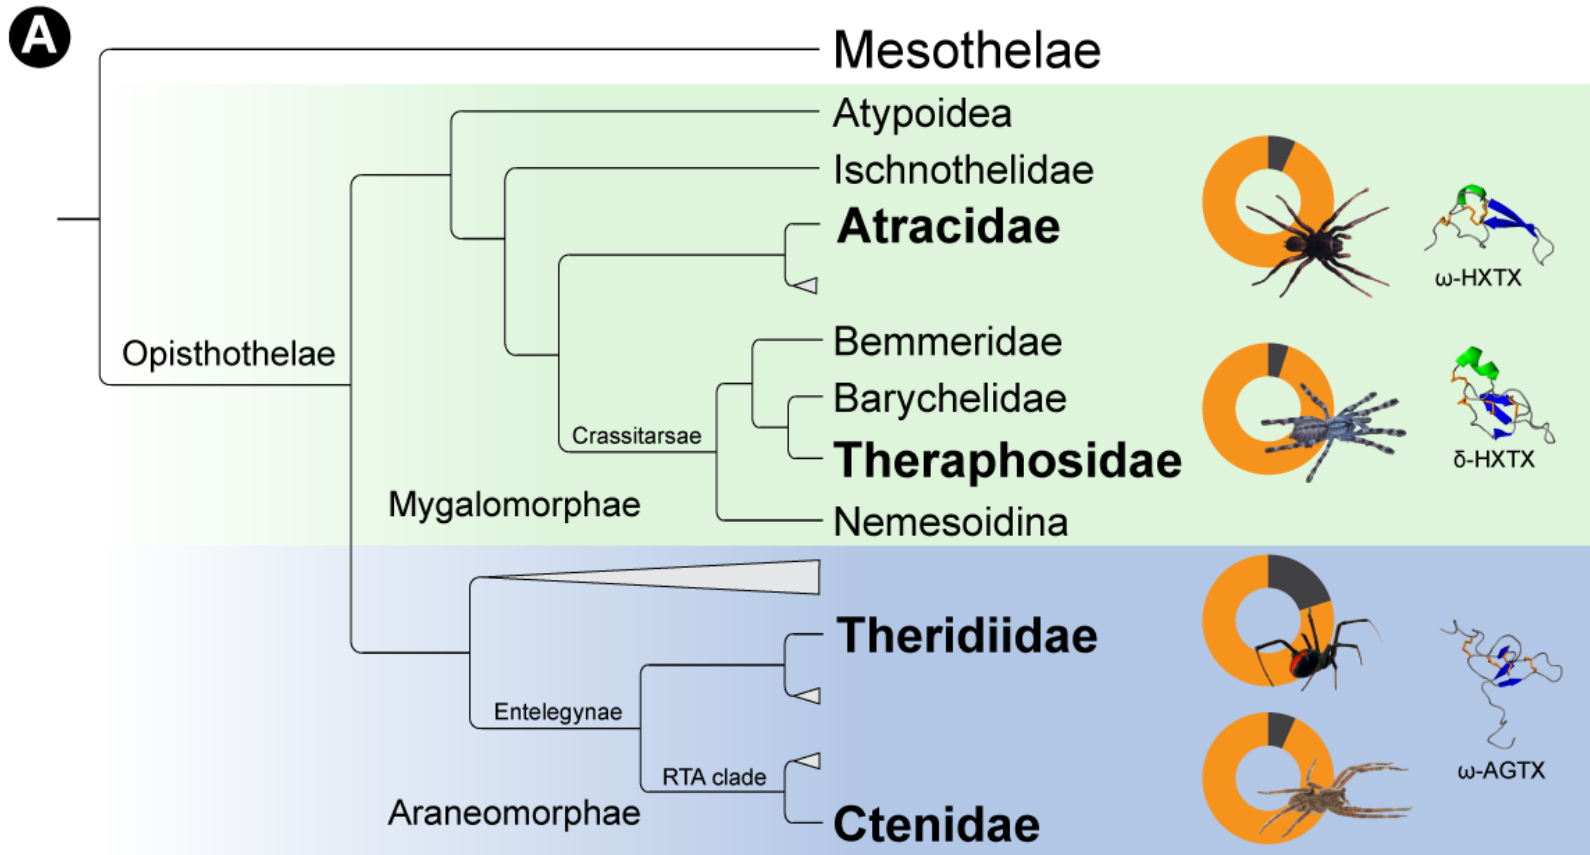 A
Mesothelae
Atypoidea
Ischnothelidae
Atracidae
ω-HXTX
Opisthothelae
Bemmeridae
Barychelidae
Crassitarsae
Theraphosidae
δ-HXTX
Mygalomorphae
Nemesoidina
Theridiidae
Entelegynae
RTA clade
ω-AGTX
Araneomorphae
Ctenidae